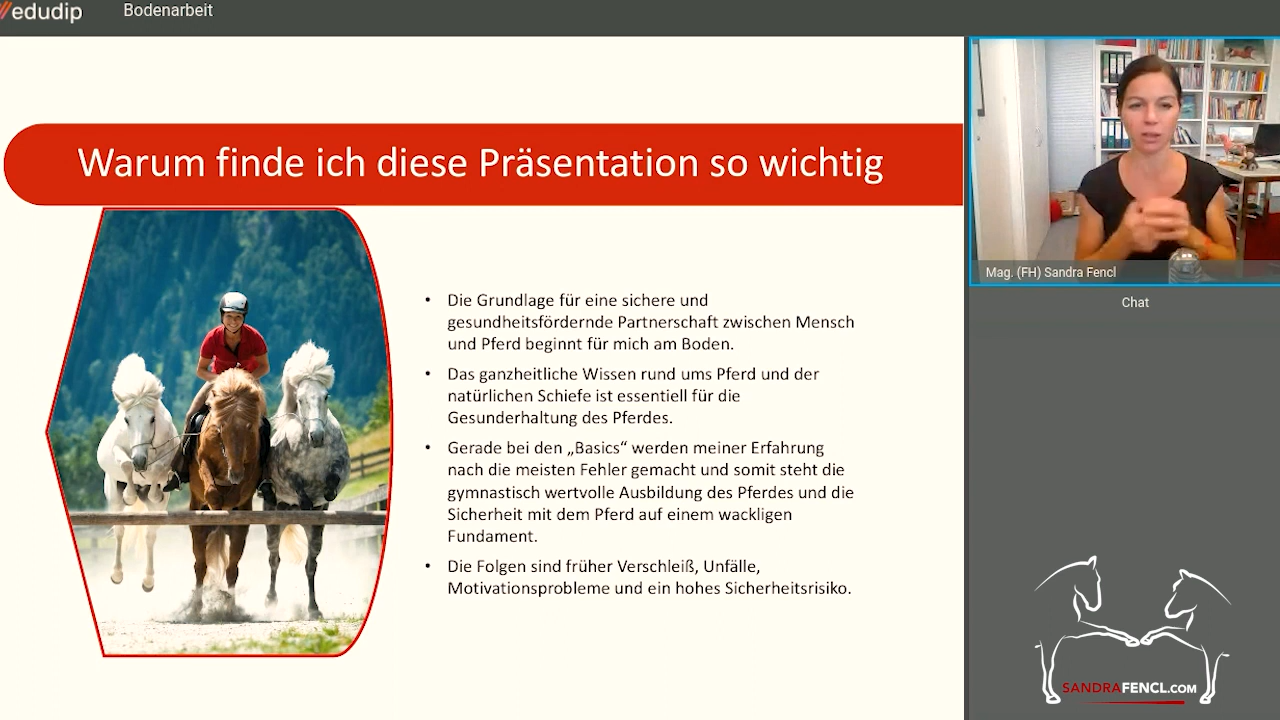 edudip
Bodenarbeit
Warum finde ich diese Präsentation so wichtig
• Die Grundlage für eine sichere und
gesundheitsfördernde Partnerschaft zwischen Mensch
und Pferd beginnt für mich am Boden.
• Das ganzheitliche Wissen rund ums Pferd und der
natürlichen Schiefe ist essentiell für die
Gesunderhaltung des Pferdes.
• Gerade bei den „Basics“ werden meiner Erfahrung
nach die meisten Fehler gemacht und somit steht die
gymnastisch wertvolle Ausbildung des Pferdes und die
Sicherheit mit dem Pferd auf einem wackligen
Fundament.
• Die Folgen sind früher Verschleiß, Unfälle,
Motivationsprobleme und ein hohes Sicherheitsrisiko.
Mag. (FH) Sandra Fencl
Chat
SANDRAFENCL.COM